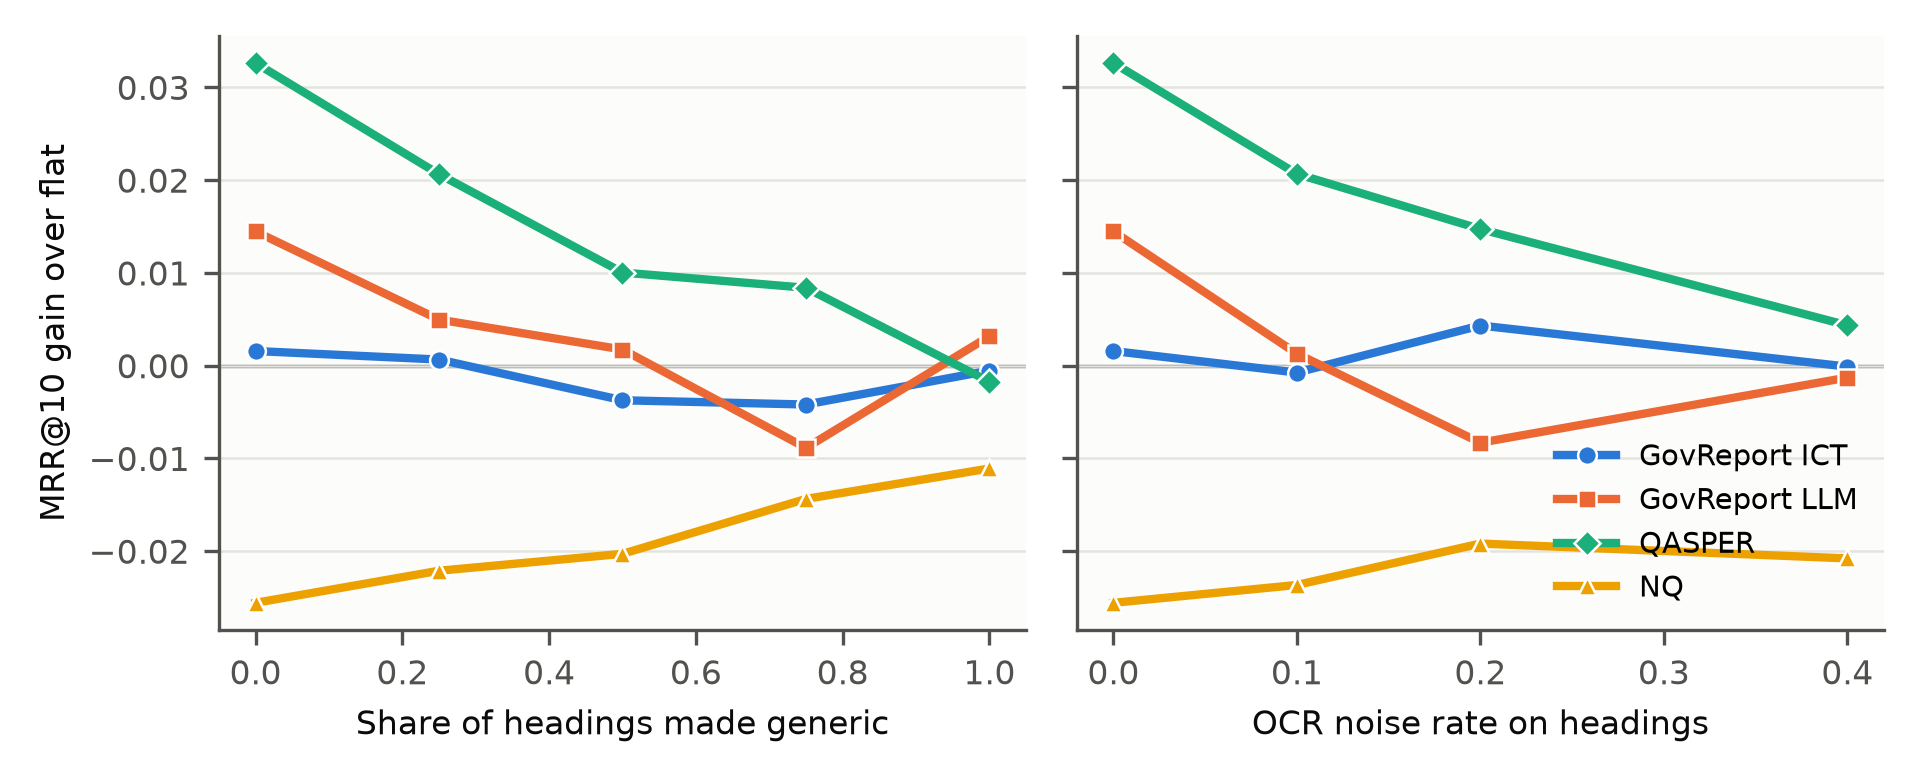 MRR@10 gain over flat
0.03
0.02
0.01
0.00
−0.01
−0.02
0.0 0.2 0.4 0.6 0.8 1.0
Share of headings made generic
GovReport ICT
GovReport LLM
QASPER
NQ
0.0 0.1 0.2 0.3 0.4
OCR noise rate on headings